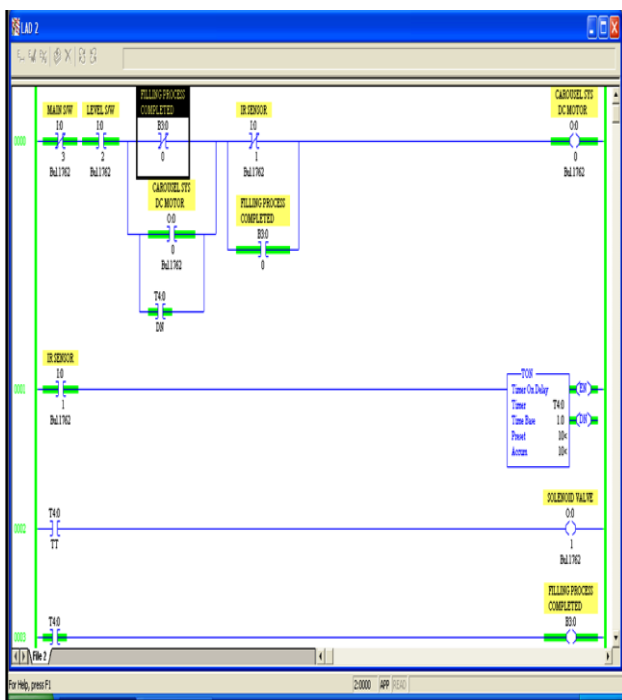 LAD 2
FILLING PROCESS
COMPLETED
CAROUSEL SYS
DC MOTOR
MAIN S/W
LEVEL S/W
IR SENSOR
I:0
I:0
B3:0
I:0
O:0
0000
3
2
0
1
0
Bul.1762
Bul.1762
Bul.1762
Bul.1762
CAROUSEL SYS
DC MOTOR
O:0
0
Bul.1762
FILLING PROCESS
COMPLETED
B3:0
0
T4:0
DN
IR SENSOR
I:0
0001
1
Bul.1762
TON
Timer On Delay
EN
Timer T4:0
Time Base 1.0
DN
Preset 10<
Accum 10<
SOLENOID VALVE
T4:0
O:0
0002
TT
1
Bul.1762
FILLING PROCESS
COMPLETED
T4:0
B3:0
0003
File 2
For Help, press F1
2:0000
APP
READ